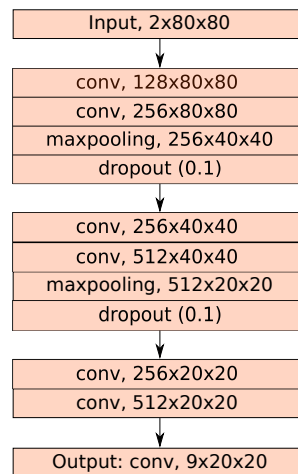 Input, 2x80x80
conv, 128x80x80
conv, 256x80x80
maxpooling, 256x40x40
dropout (0.1)
conv, 256x40x40
conv, 512x40x40
maxpooling, 512x20x20
dropout (0.1)
conv, 256x20x20
conv, 512x20x20
Output: conv, 9x20x20